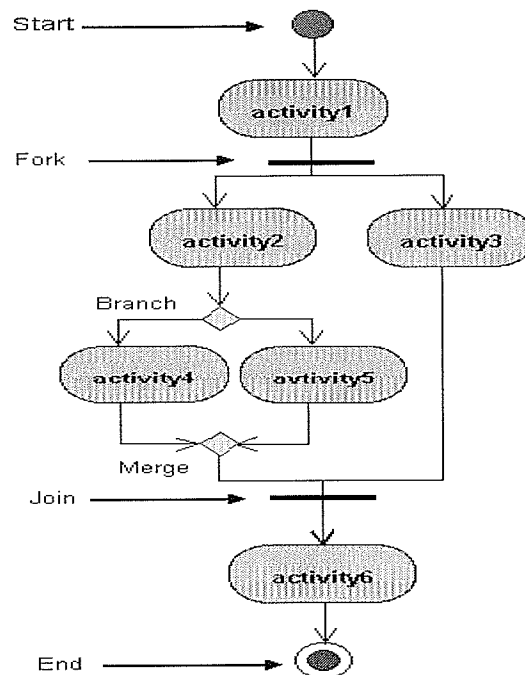 Start
activity1
Fork
activity2
activity3
Branch
activity4
avtivity5
Merge
Join
activity6
End